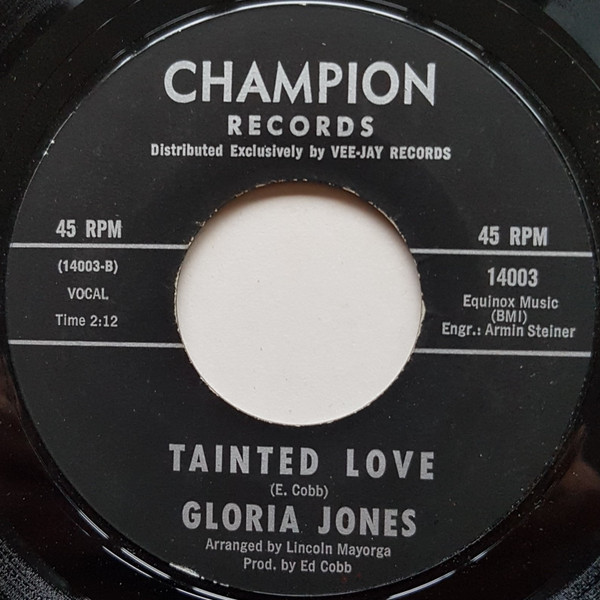 CHAMPION
RECORDS
Distributed Exclusively by VEE-JAY RECORDS
45 RPM
(14003-B)
VOCAL
Time 2:12
45 RPM
14003
Equinox Music
(BMI)
Engr.: Armin Steiner
TAINTED LOVE
(E. Cobb)
GLORIA JONES
Arranged by Lincoln Mayorga
Prod. by Ed Cobb